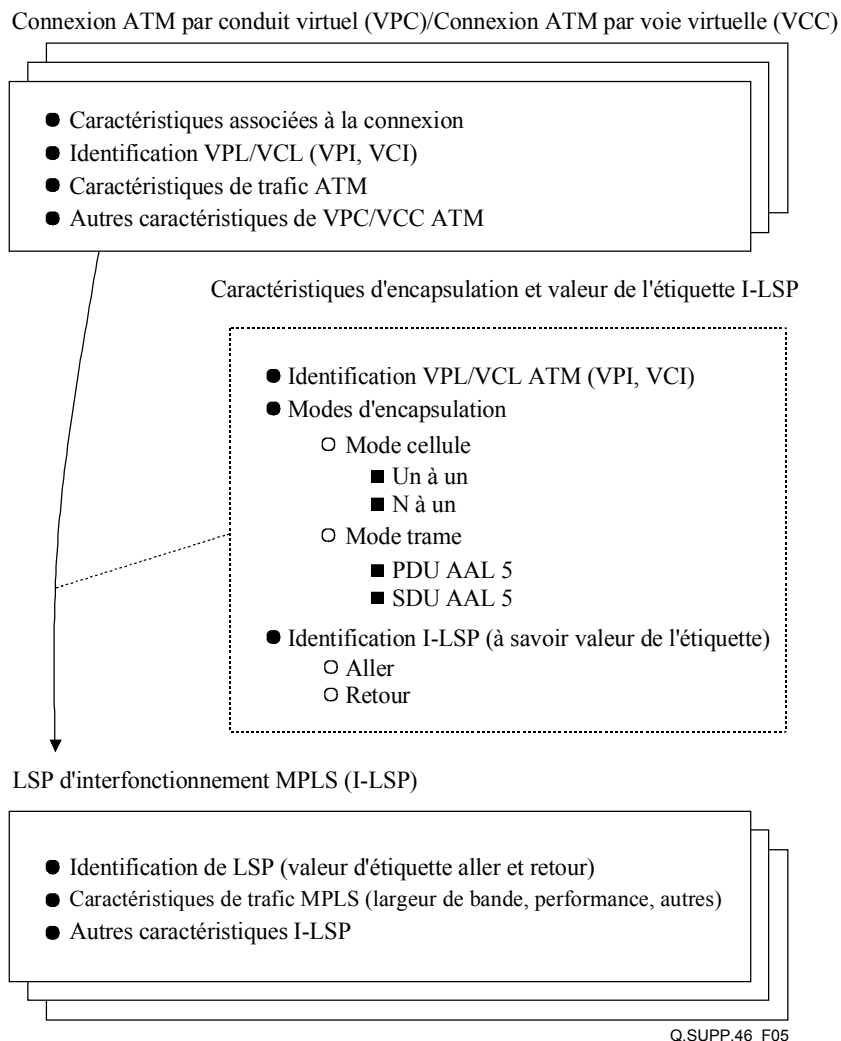 Connexion ATM par conduit virtuel (VPC)/Connexion ATM par voie virtuelle (VCC)
Caractéristiques associées à la connexion
Identification VPL/VCL (VPI, VCI)
Caractéristiques de trafic ATM
Autres caractéristiques de VPC/VCC ATM
Caractéristiques d'encapsulation et valeur de l'étiquette I-LSP
Identification VPL/VCL ATM (VPI, VCI)
Modes d'encapsulation
Mode cellule
Un à un
N à un
Mode trame
PDU AAL 5
SDU AAL 5
Identification I-LSP (à savoir valeur de l'étiquette)
Aller
Retour
LSP d'interfonctionnement MPLS (I-LSP)
Identification de LSP (valeur d'étiquette aller et retour)
Caractéristiques de trafic MPLS (largeur de bande, performance, autres)
Autres caractéristiques I-LSP
Q.SUPP.46_F05